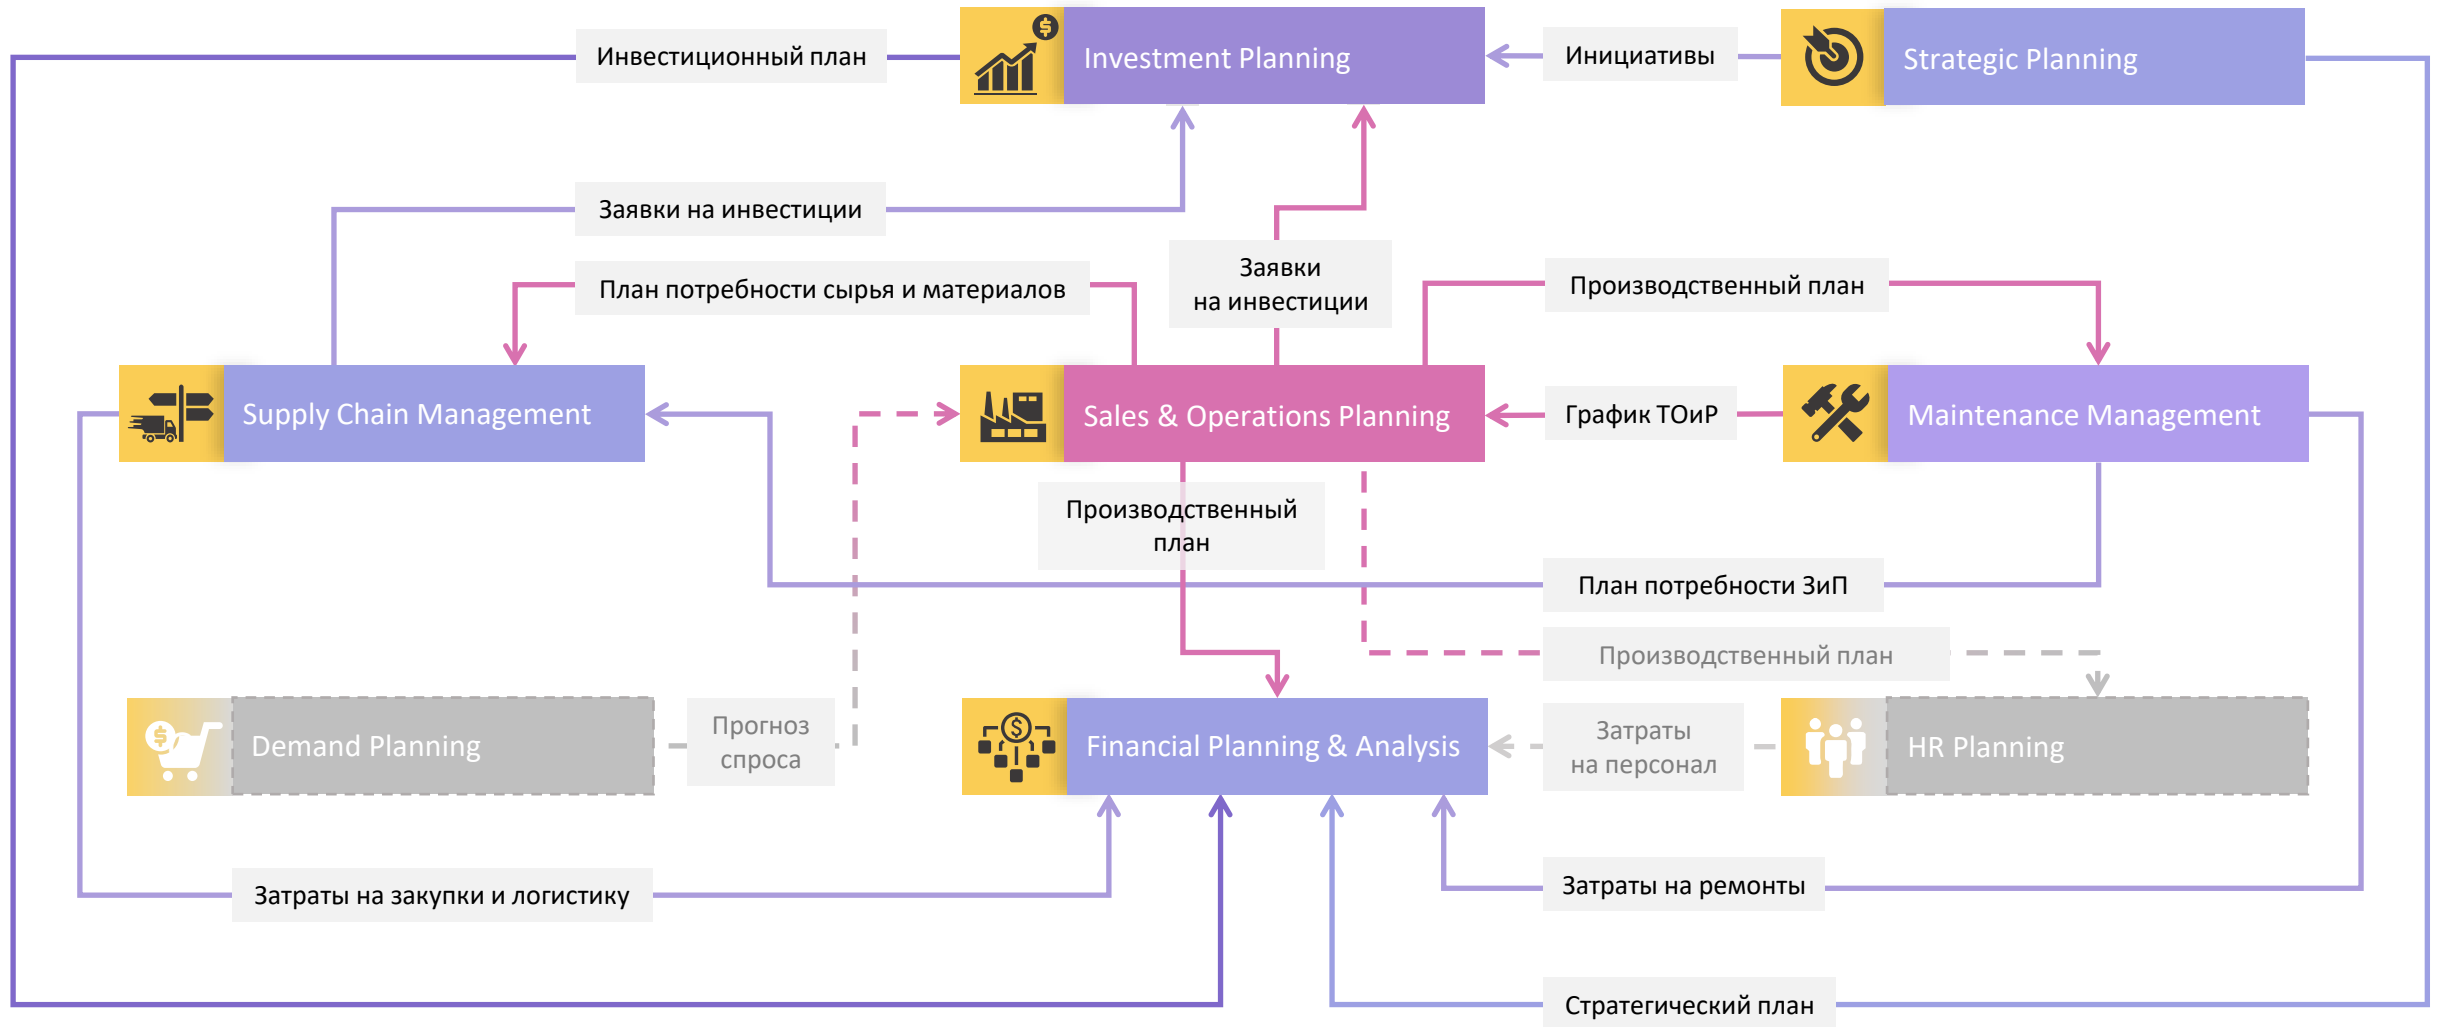 Инвестиционный план
Investment Planning
Инициативы
Strategic Planning
Заявки на инвестиции
Заявки
на инвестиции
План потребности сырья и материалов
Производственный план
Supply Chain Management
Sales & Operations Planning
График ТОиР
Maintenance Management
Производственный
план
План потребности ЗиП
Производственный план
Demand Planning
Прогноз
спроса
Financial Planning & Analysis
Затраты
на персонал
HR Planning
Затраты на закупки и логистику
Затраты на ремонты
Стратегический план